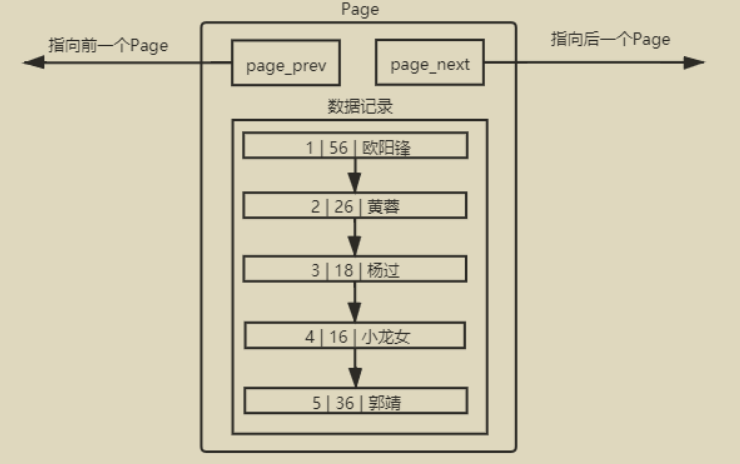 Page
指向前一个Page
指向后一个Page
page_prev
page_next
数据记录
1 | 56 | 欧阳锋
2 | 26 | 黄蓉
3 | 18 | 杨过
4 | 16 | 小龙女
5 | 36 | 郭靖